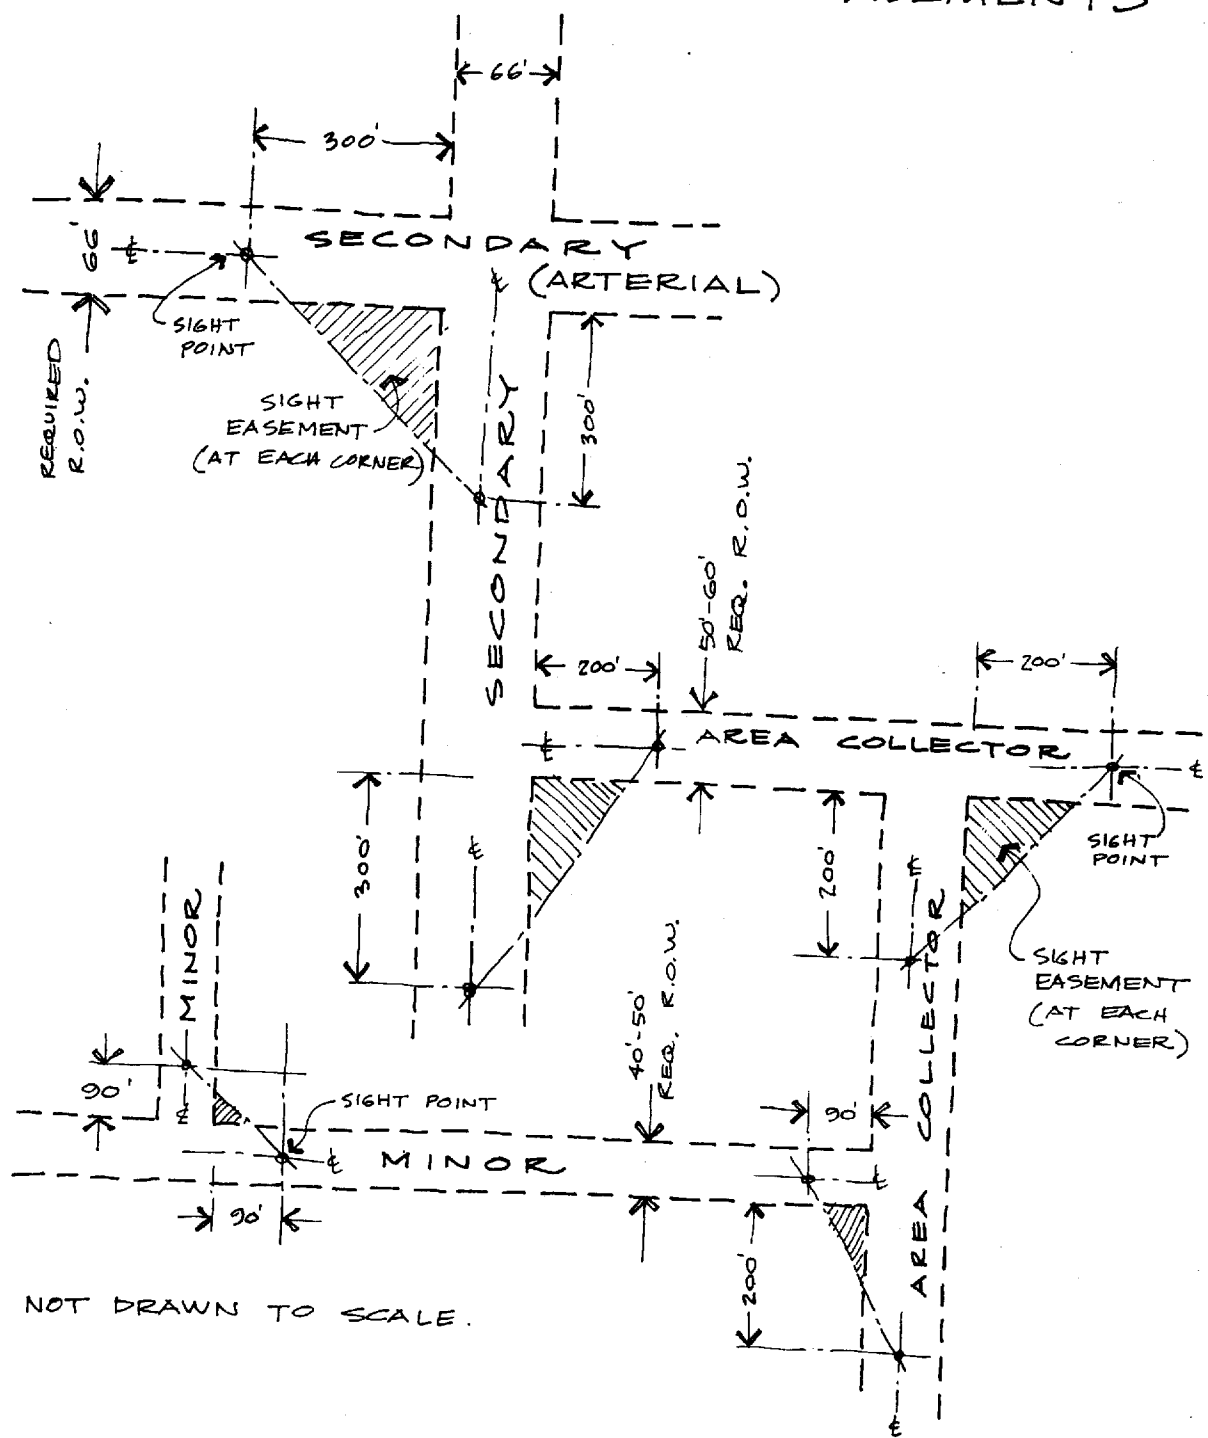 66'
300'
66'
℄
SECONDARY
(ARTERIAL)
℄
SIGHT
POINT
REQUIRED
R.O.W.
SIGHT
EASEMENT
(AT EACH CORNER)
300'
SECONDARY
50'-60'
REQ. R.O.W.
200'
200'
℄
AREA COLLECTOR
℄
300'
℄
200'
℄
SIGHT
POINT
MINOR
SIGHT
EASEMENT
(AT EACH
CORNER)
40'-50'
REQ. R.O.W.
AREA COLLECTOR
90'
℄
SIGHT POINT
90'
℄
MINOR
℄
90'
200'
NOT DRAWN TO SCALE.
℄